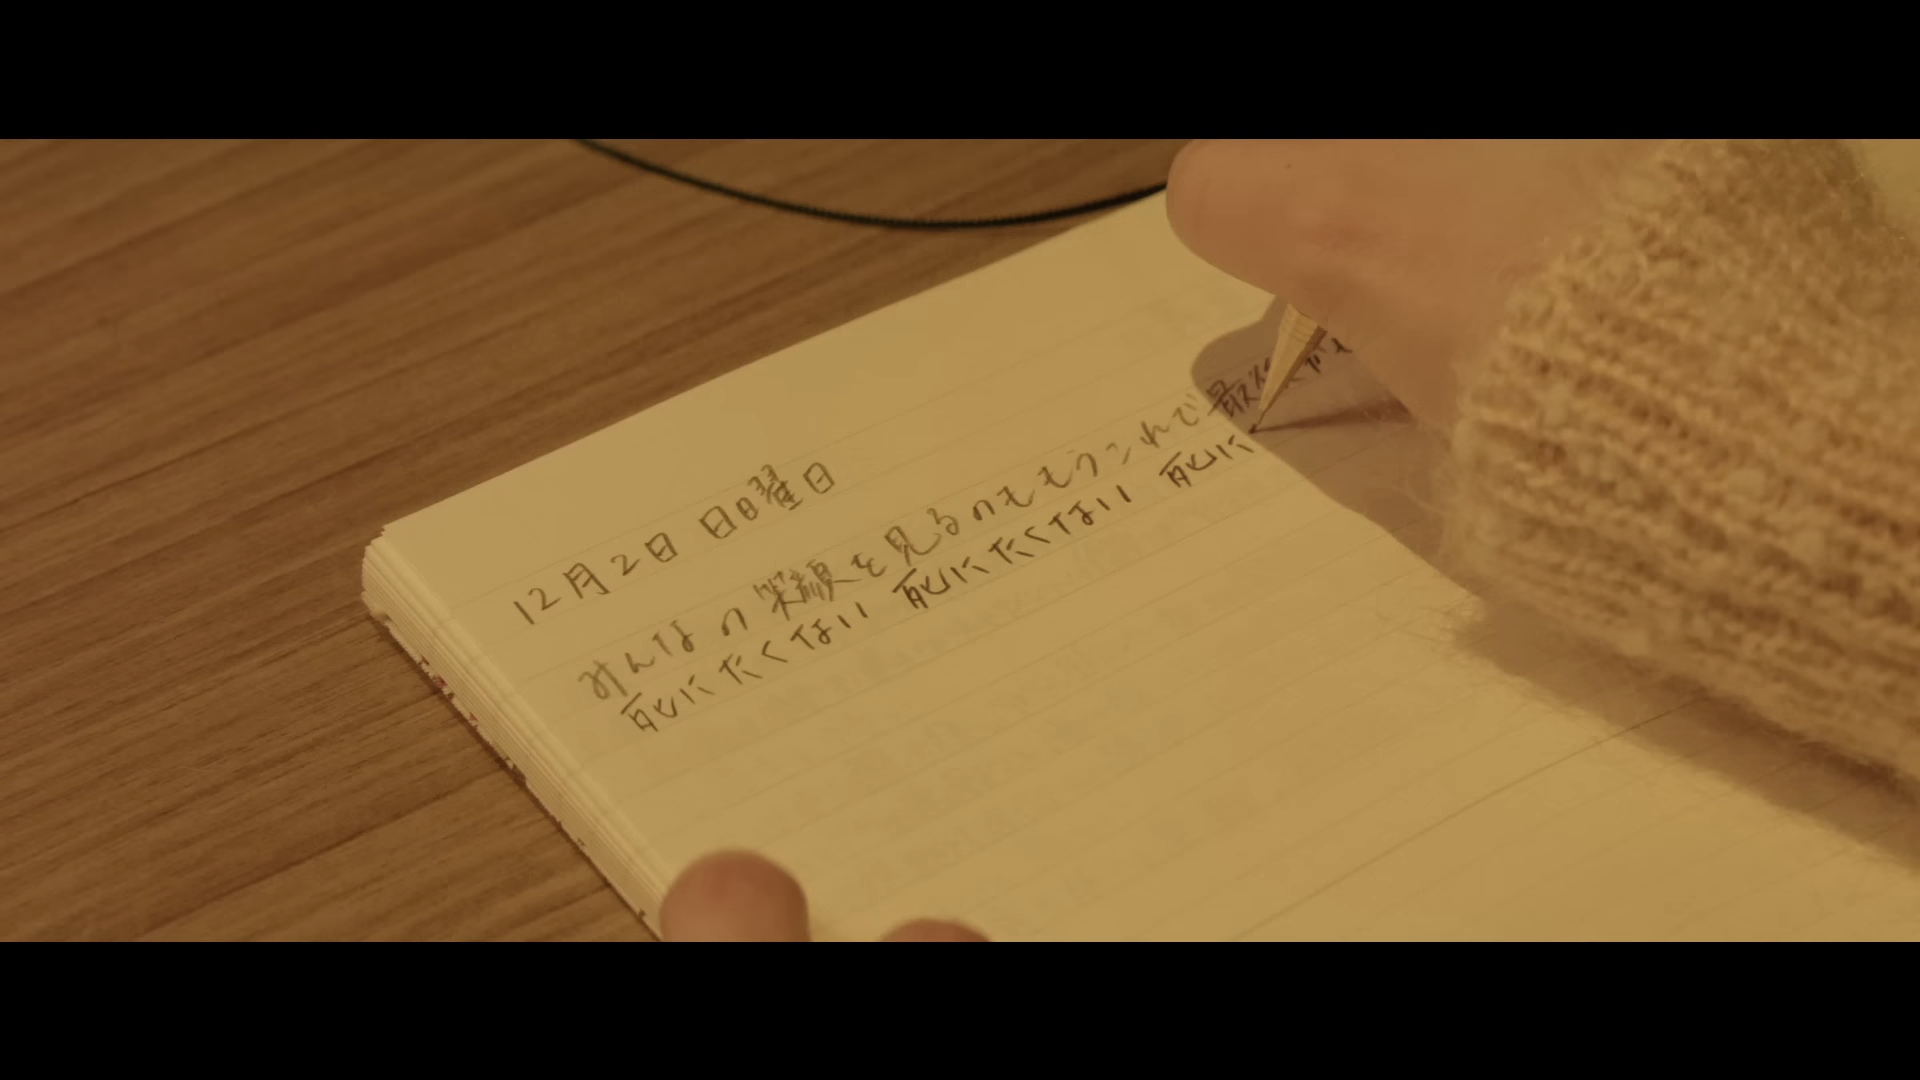 12月2日 日曜日
みんなの笑顔を見るのももうこれで最後だ
死にたくない 死にたくない 死に